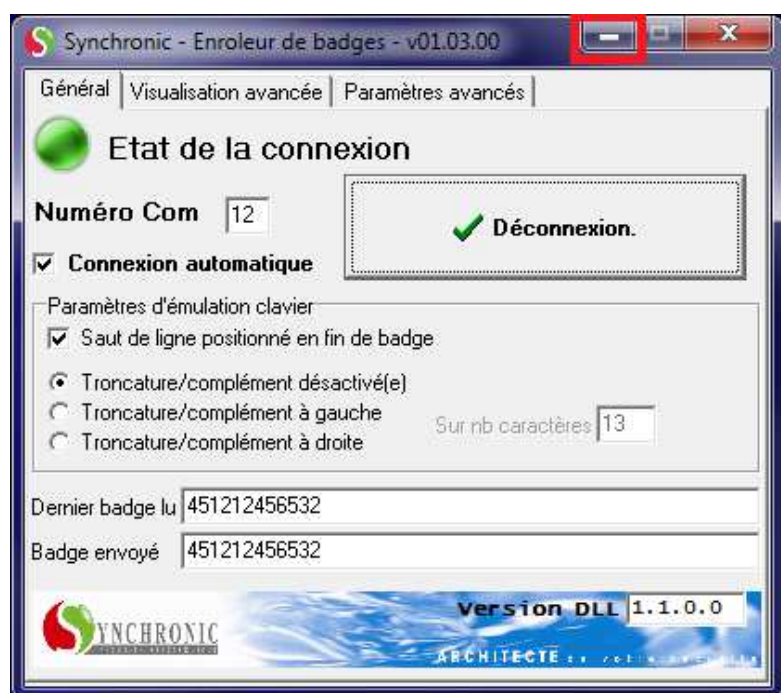 Synchronic - Enroleur de badges - v01.03.00
Général Visualisation avancée Paramètres avancés
Etat de la connexion
Numéro Com 12
Déconnexion.
Connexion automatique
Paramètres d'émulation clavier
Saut de ligne positionné en fin de badge
Troncature/complément désactivé(e)
Troncature/complément à gauche
Sur nb caractères 13
Troncature/complément à droite
Dernier badge lu 451212456532
Badge envoyé 451212456532
Version DLL 1.1.0.0
SYNCHRONIC
ARCHITECTE de votre